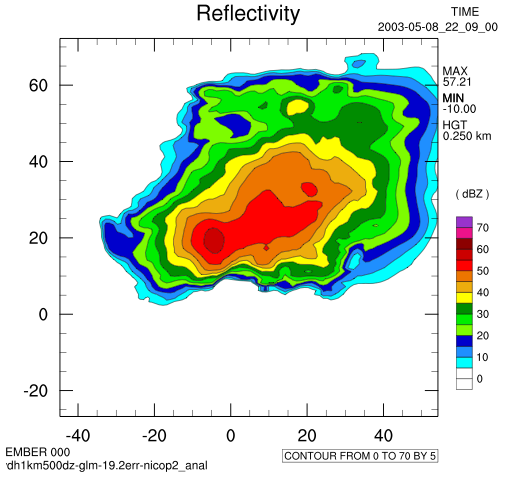 Reflectivity
TIME
2003-05-08_22_09_00
MAX
57.21
MIN
-10.00
HGT
0.250 km
( dBZ )
70
60
50
40
30
20
10
0
60
40
20
0
-20
-40
-20
0
20
40
EMBER 000
dh1km500dz-glm-19.2err-nicop2_anal
CONTOUR FROM 0 TO 70 BY 5